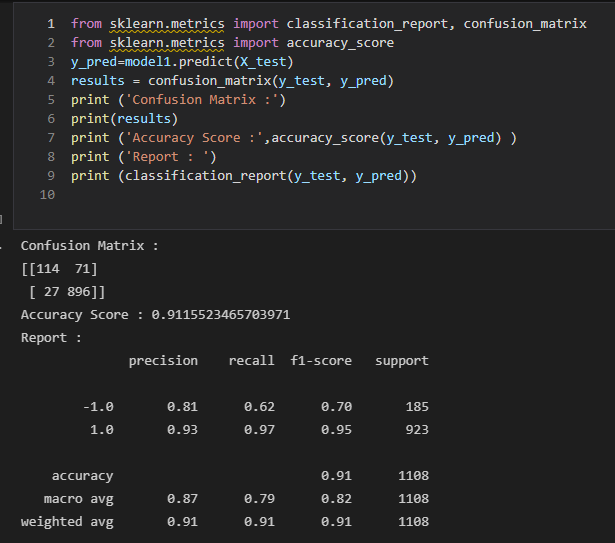 1 from sklearn.metrics import classification_report, confusion_matrix
2 from sklearn.metrics import accuracy_score
3 y_pred=model1.predict(X_test)
4 results = confusion_matrix(y_test, y_pred)
5 print ('Confusion Matrix :')
6 print(results)
7 print ('Accuracy Score :',accuracy_score(y_test, y_pred) )
8 print ('Report : ')
9 print (classification_report(y_test, y_pred))
10
Confusion Matrix :
[[114  71]
 [ 27 896]]
Accuracy Score : 0.9115523465703971
Report :
              precision    recall  f1-score   support
        -1.0       0.81      0.62      0.70       185
         1.0       0.93      0.97      0.95       923
    accuracy                           0.91      1108
   macro avg       0.87      0.79      0.82      1108
weighted avg       0.91      0.91      0.91      1108